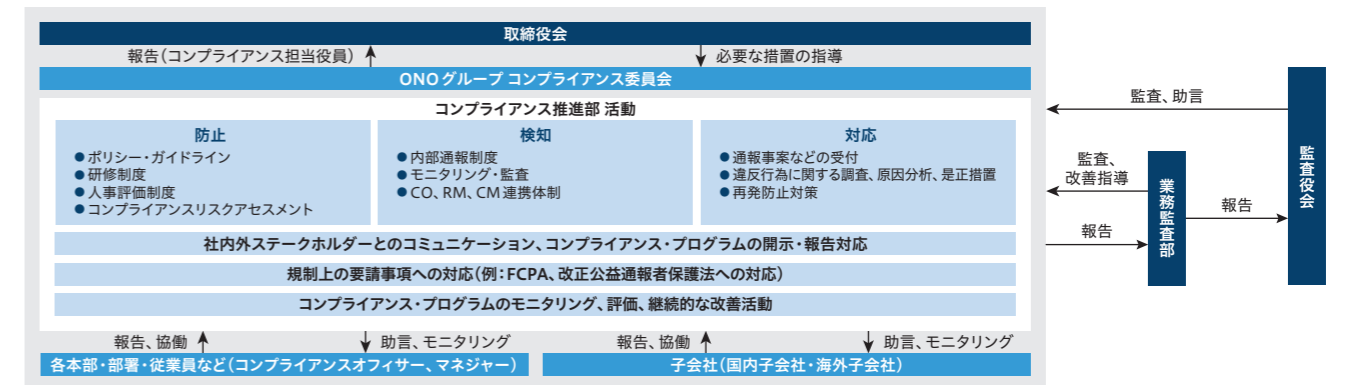 取締役会
報告(コンプライアンス担当役員)
必要な措置の指導
ONOグループ コンプライアンス委員会
コンプライアンス推進部 活動
防止
●ポリシー・ガイドライン
●研修制度
●人事評価制度
●コンプライアンスリスクアセスメント
検知
●内部通報制度
●モニタリング・監査
●CO、RM、CM連携体制
対応
●通報事案などの受付
●違反行為に関する調査、原因分析、是正措置
●再発防止対策
社内外ステークホルダーとのコミュニケーション、コンプライアンス・プログラムの開示・報告対応
規制上の要請事項への対応(例:FCPA、改正公益通報者保護法への対応)
コンプライアンス・プログラムのモニタリング、評価、継続的な改善活動
報告、協働
助言、モニタリング
報告、協働
助言、モニタリング
各本部・部署・従業員など(コンプライアンスオフィサー、マネジャー)
子会社(国内子会社・海外子会社)
監査、助言
監査、
改善指導
報告
業務監査部
報告
監査役会